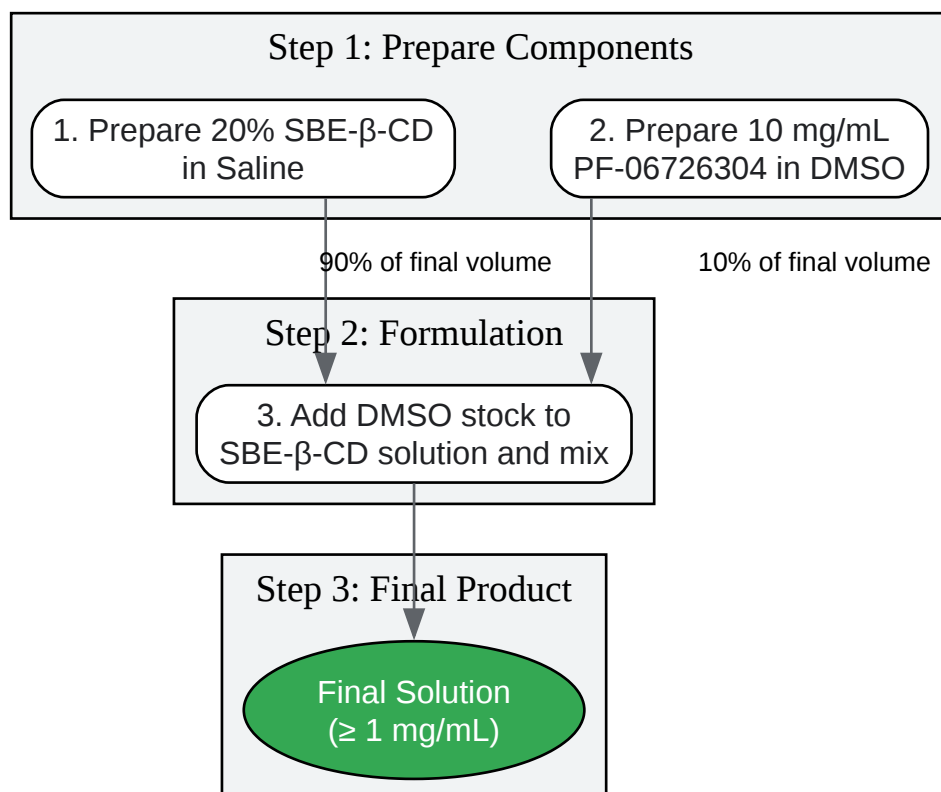 Step 1: Prepare Components
1. Prepare 20% SBE-β-CD
in Saline
2. Prepare 10 mg/mL
PF-06726304 in DMSO
90% of final volume
10% of final volume
Step 2: Formulation
3. Add DMSO stock to
SBE-β-CD solution and mix
Step 3: Final Product
Final Solution
(≥ 1 mg/mL)